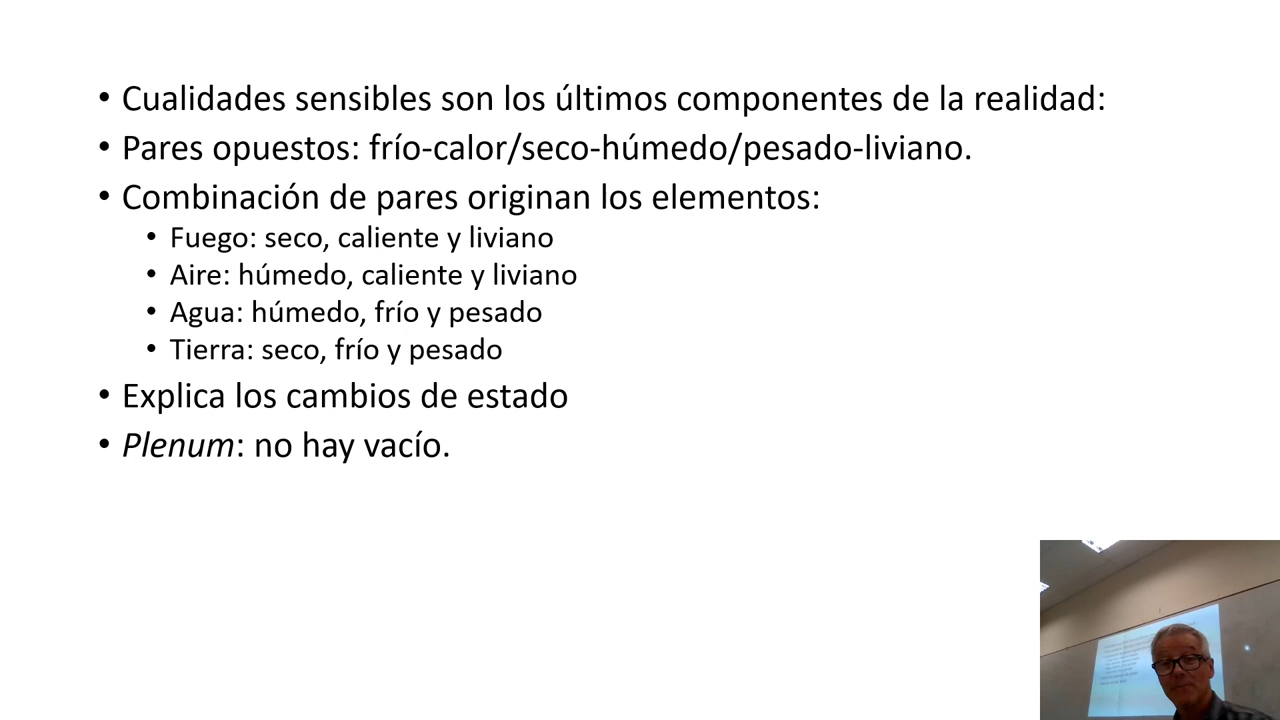 • Cualidades sensibles son los últimos componentes de la realidad:
• Pares opuestos: frío-calor/seco-húmedo/pesado-liviano.
• Combinación de pares originan los elementos:
• Fuego: seco, caliente y liviano
• Aire: húmedo, caliente y liviano
• Agua: húmedo, frío y pesado
• Tierra: seco, frío y pesado
• Explica los cambios de estado
• Plenum: no hay vacío.